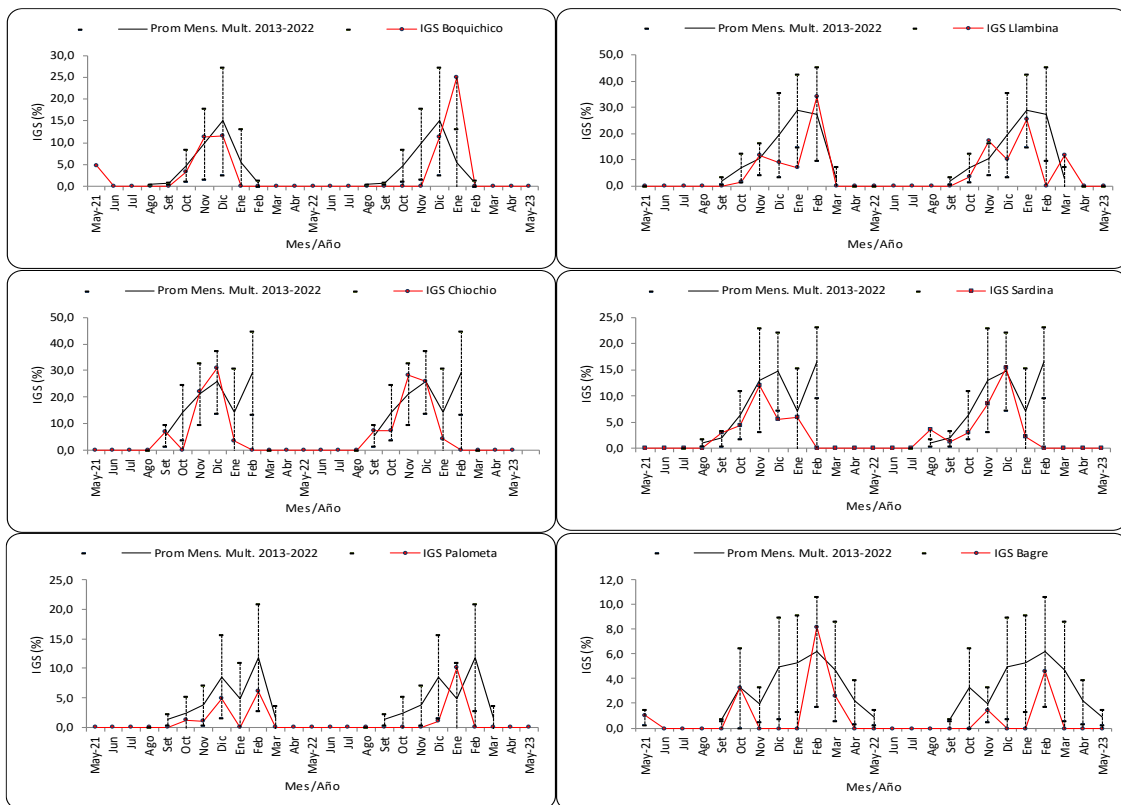 Prom Mens. Mult. 2013-2022 IGS Boquichico
IGS (%)
30,0
25,0
20,0
15,0
10,0
5,0
0,0
May-21 Jun Jul Ago Set Oct Nov Dic Ene Feb Mar Abr May-22 Jun Jul Ago Set Oct Nov Dic Ene Feb Mar Abr May-23
Mes/Año
Prom Mens. Mult. 2013-2022 IGS Llambina
IGS (%)
50,0
40,0
30,0
20,0
10,0
0,0
May-21 Jun Jul Ago Set Oct Nov Dic Ene Feb Mar Abr May-22 Jun Jul Ago Set Oct Nov Dic Ene Feb Mar Abr May-23
Mes/Año
Prom Mens. Mult. 2013-2022 IGS Chiochio
IGS (%)
50,0
40,0
30,0
20,0
10,0
0,0
May-21 Jun Jul Ago Set Oct Nov Dic Ene Feb Mar Abr May-22 Jun Jul Ago Set Oct Nov Dic Ene Feb Mar Abr May-23
Mes/Año
Prom Mens. Mult. 2013-2022 IGS Sardina
IGS (%)
25,0
20,0
15,0
10,0
5,0
0,0
May-21 Jun Jul Ago Set Oct Nov Dic Ene Feb Mar Abr May-22 Jun Jul Ago Set Oct Nov Dic Ene Feb Mar Abr May-23
Mes/Año
Prom Mens. Mult. 2013-2022 IGS Palometa
IGS (%)
25,0
20,0
15,0
10,0
5,0
0,0
May-21 Jun Jul Ago Set Oct Nov Dic Ene Feb Mar Abr May-22 Jun Jul Ago Set Oct Nov Dic Ene Feb Mar Abr May-23
Mes/Año
Prom Mens. Mult. 2013-2022 IGS Bagre
IGS (%)
12,0
10,0
8,0
6,0
4,0
2,0
0,0
May-21 Jun Jul Ago Set Oct Nov Dic Ene Feb Mar Abr May-22 Jun Jul Ago Set Oct Nov Dic Ene Feb Mar Abr May-23
Mes/Año